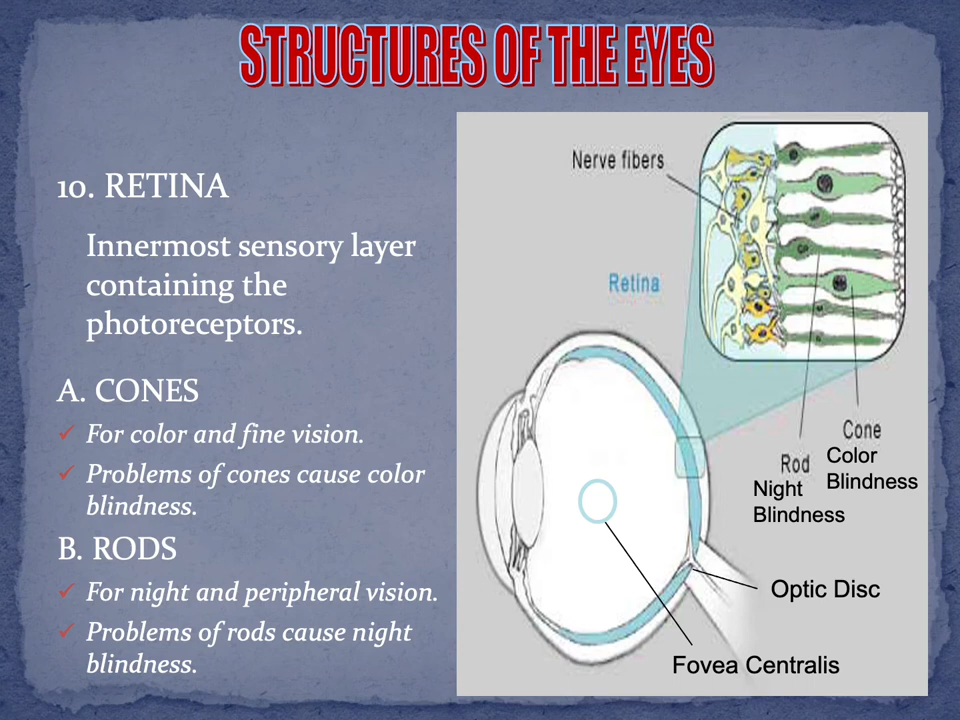 STRUCTURES OF THE EYES
10. RETINA
Innermost sensory layer
containing the
photoreceptors.
A. CONES
✓ For color and fine vision.
✓ Problems of cones cause color
blindness.
B. RODS
✓ For night and peripheral vision.
✓ Problems of rods cause night
blindness.
Nerve fibers
Retina
Cone
Color
Blindness
Rod
Night
Blindness
Optic Disc
Fovea Centralis